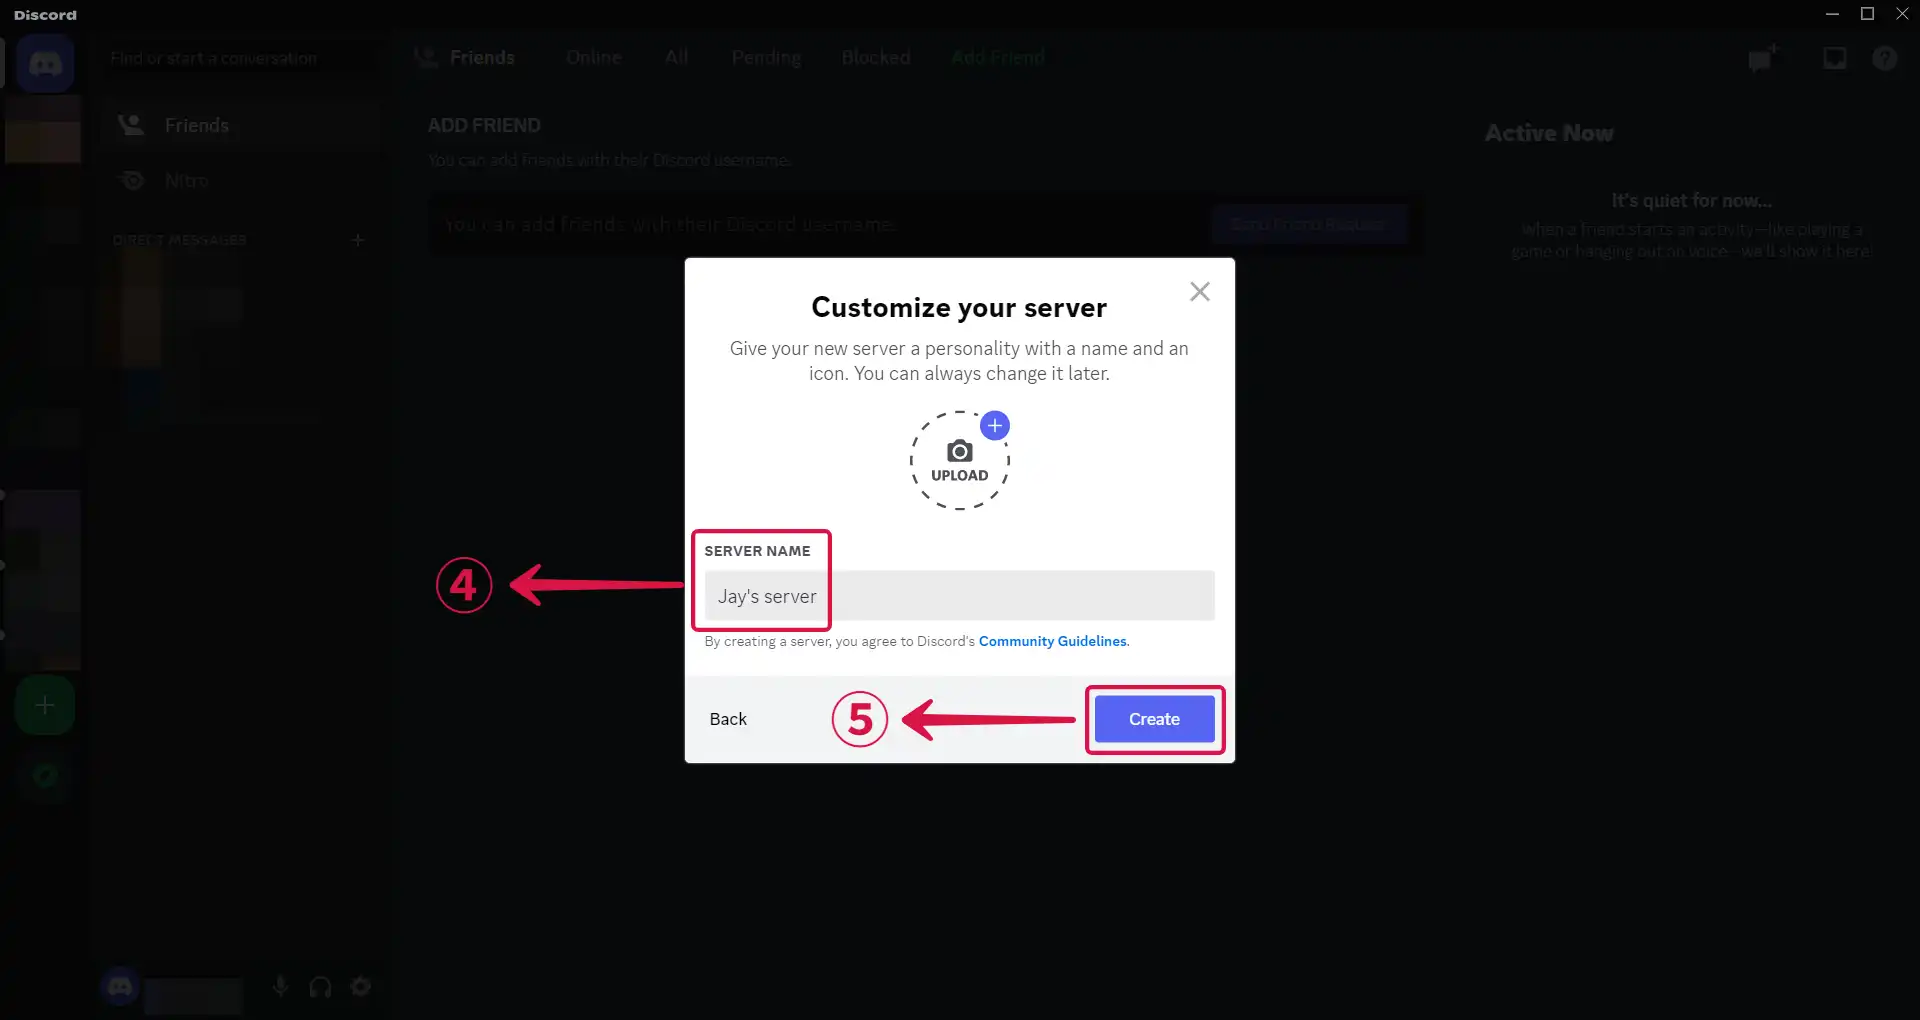 Discord
Find or start a conversation
Friends
Online
All
Pending
Blocked
Add Friend
Friends
Nitro
DIRECT MESSAGES
ADD FRIEND
You can add friends with their Discord username.
You can add friends with their Discord username.
Send Friend Request
Active Now
It's quiet for now...
When a friend starts an activity—like playing a
game or hanging out on voice—we'll show it here!
Customize your server
Give your new server a personality with a name and an
icon. You can always change it later.
UPLOAD
SERVER NAME
Jay's server
4
By creating a server, you agree to Discord's Community Guidelines.
Back
5
Create